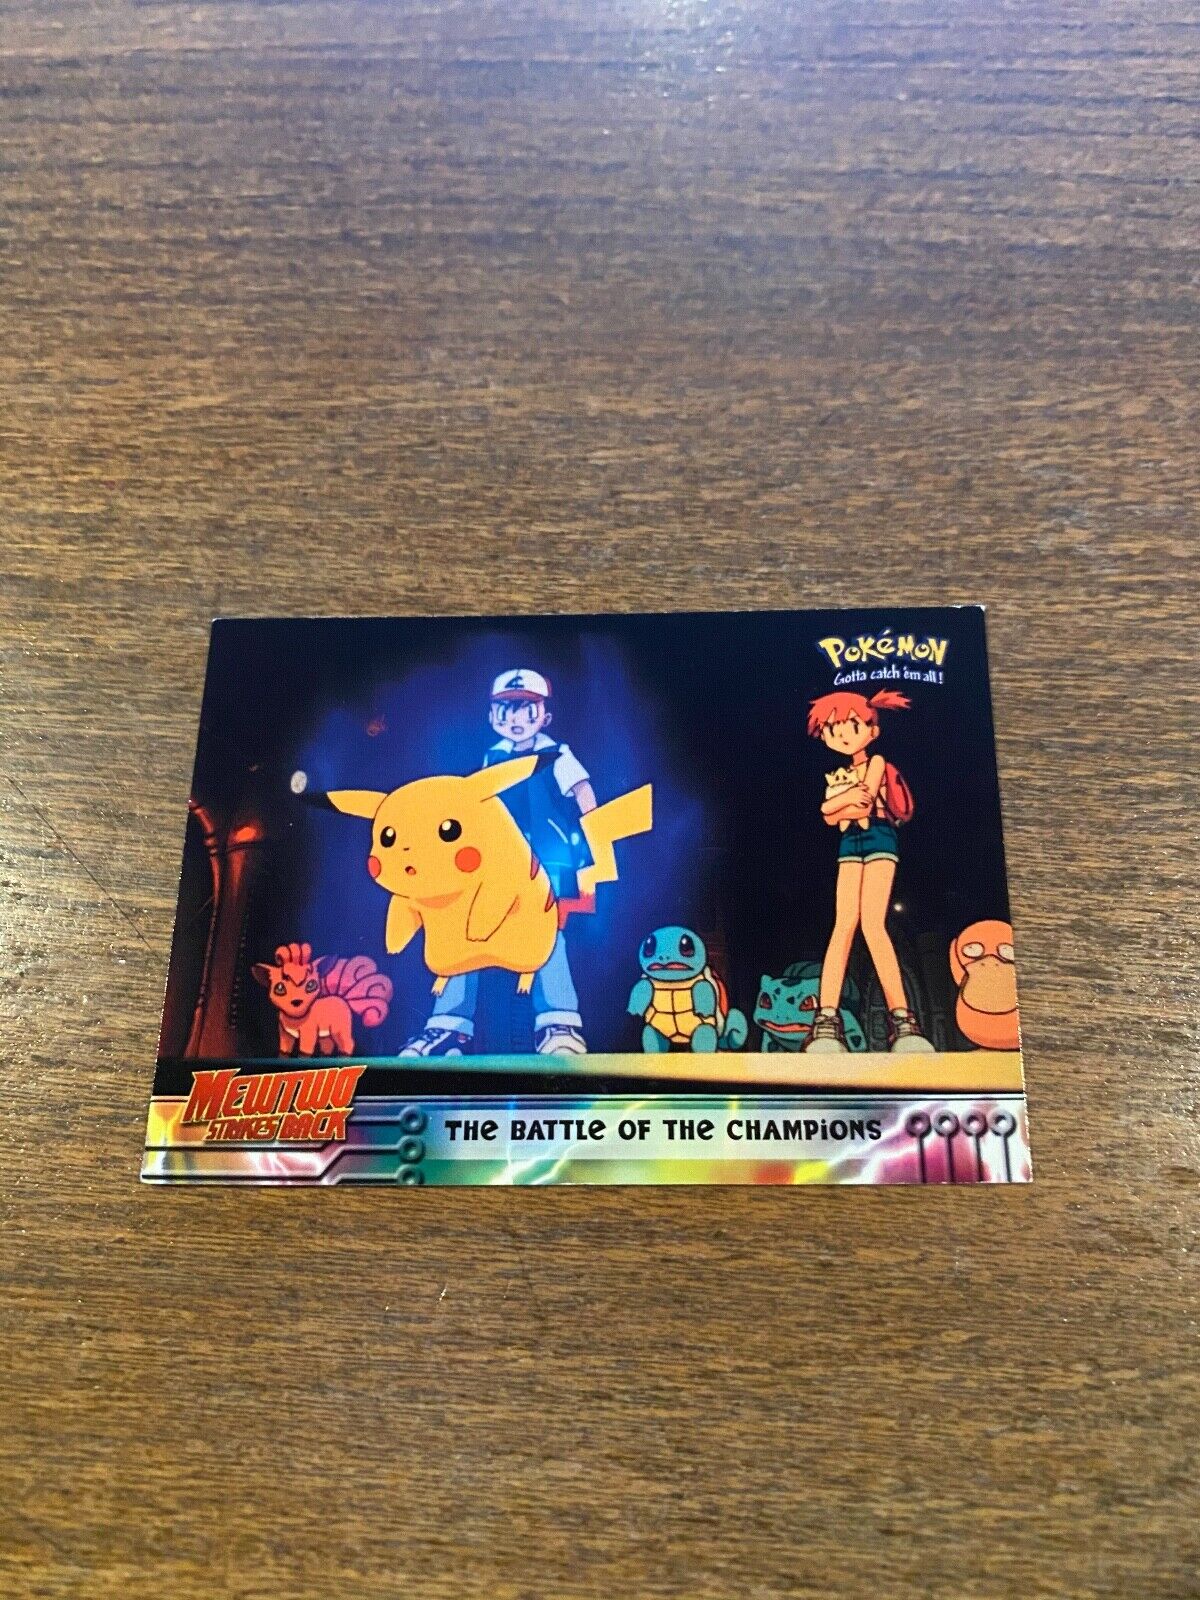 POKéMON
Gotta catch 'em all!
MEWTWO
STRIKES BACK
THE BATTLE OF THE CHAMPiONS